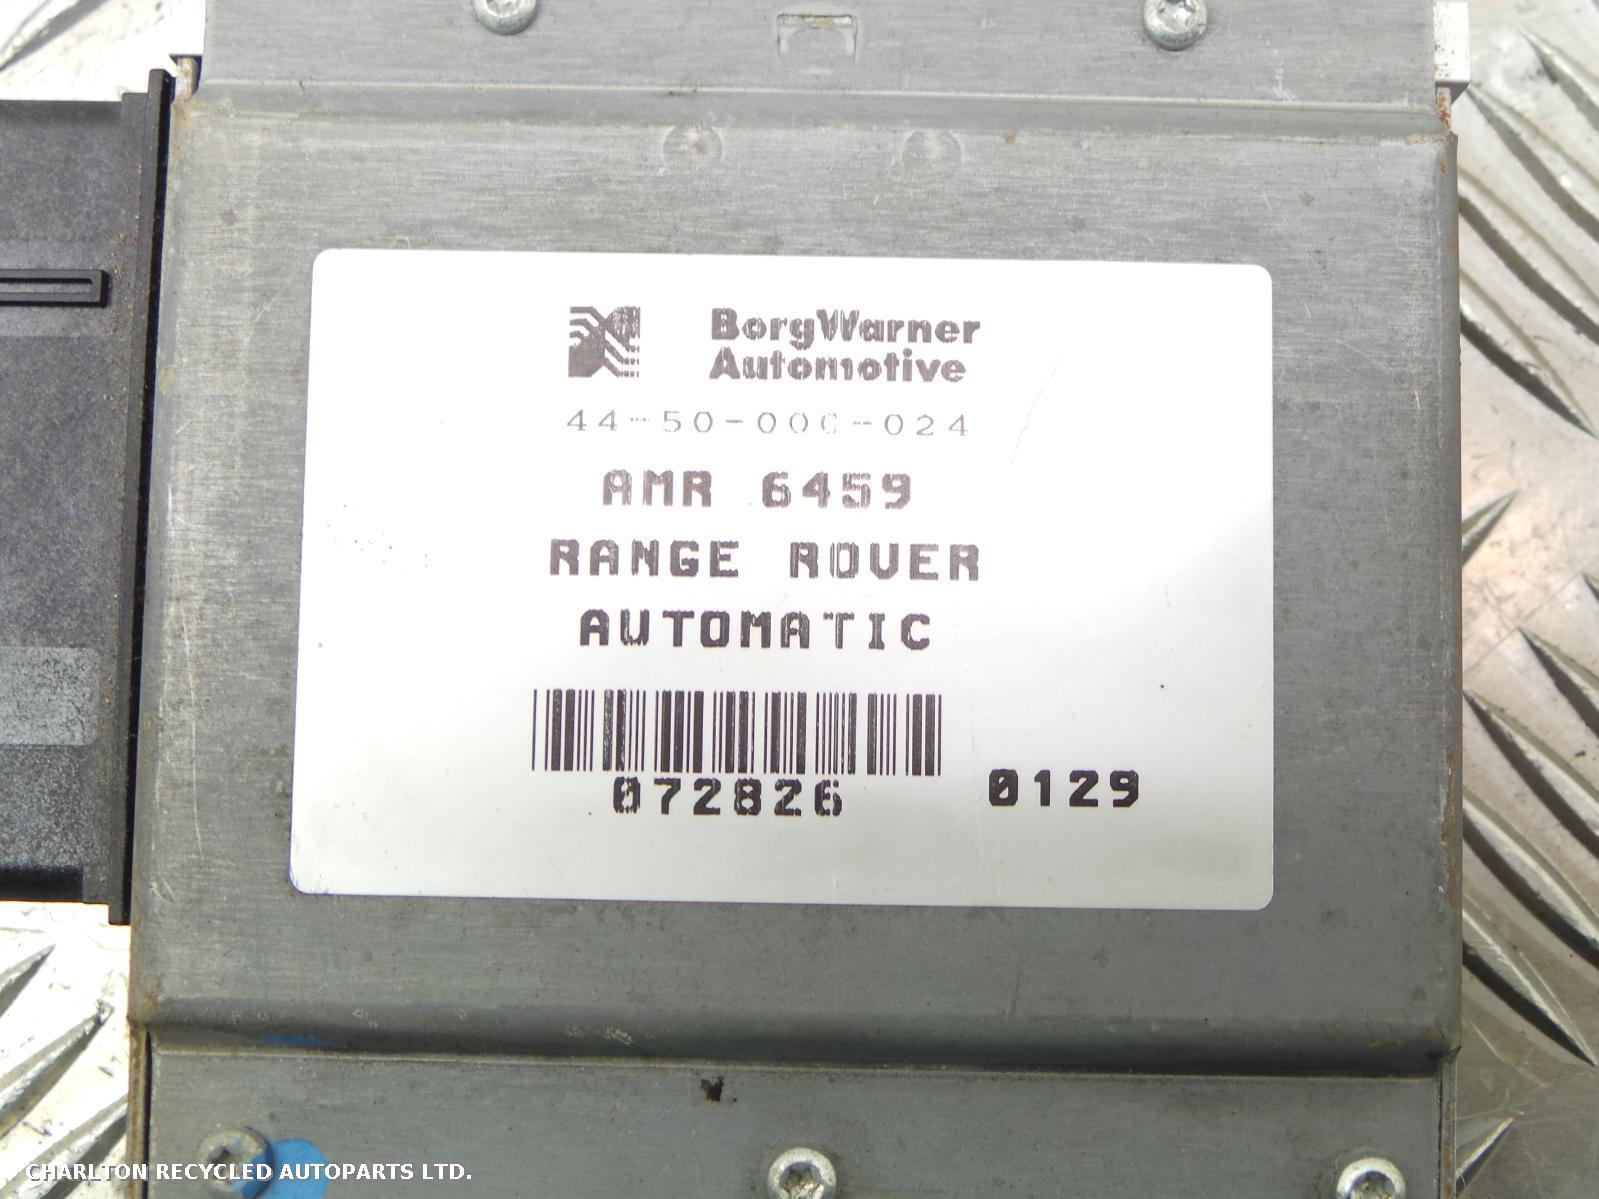 BorgWarner
Automotive
44-50-000-024
AMR 6459
RANGE ROVER
AUTOMATIC
072826 0129
CHARLTON RECYCLED AUTOPARTS LTD.